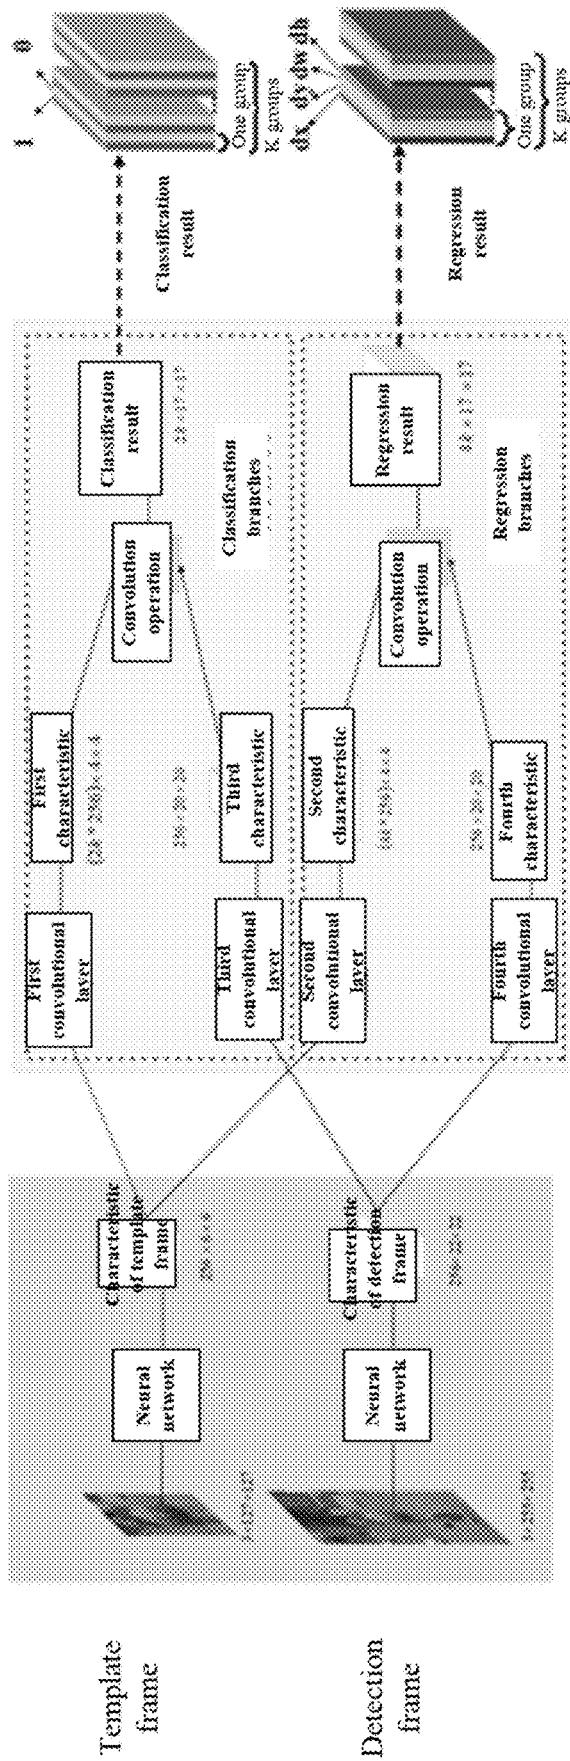 Template
frame
Detection
frame
Neural
network
Neural
network
Characteristic
of template
frame
Characteristic
of detection
frame
First
convolutional
layer
Third
convolutional
layer
Second
convolutional
layer
Fourth
convolutional
layer
First
characteristic
Third
characteristic
Second
characteristic
Fourth
characteristic
Convolution
operation
Convolution
operation
Classification
result
Classification
branches
Regression
result
Regression
branches
Classification
result
Regression
result
1 0
One group
K groups
dx dy dw dh
One group
K groups